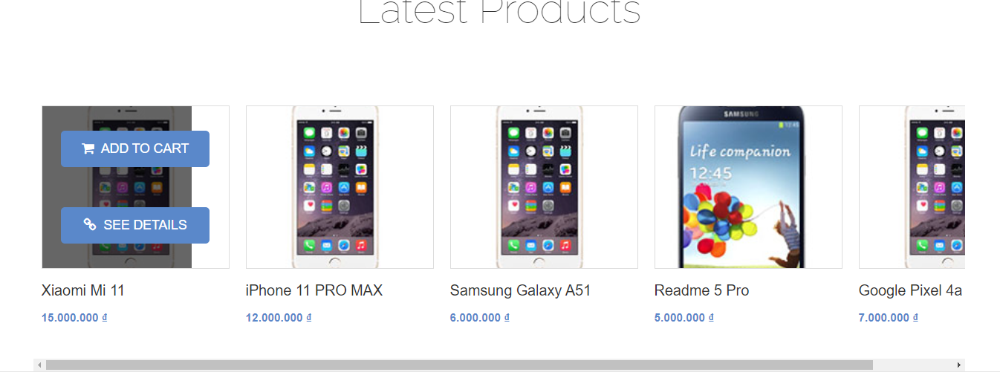 Latest Products
ADD TO CART
SEE DETAILS
SAMSUNG
12:45
Life companion
12:45
Xiaomi Mi 11
iPhone 11 PRO MAX
Samsung Galaxy A51
Readme 5 Pro
Google Pixel 4a
15.000.000 ₫
12.000.000 ₫
6.000.000 ₫
5.000.000 ₫
7.000.000 ₫